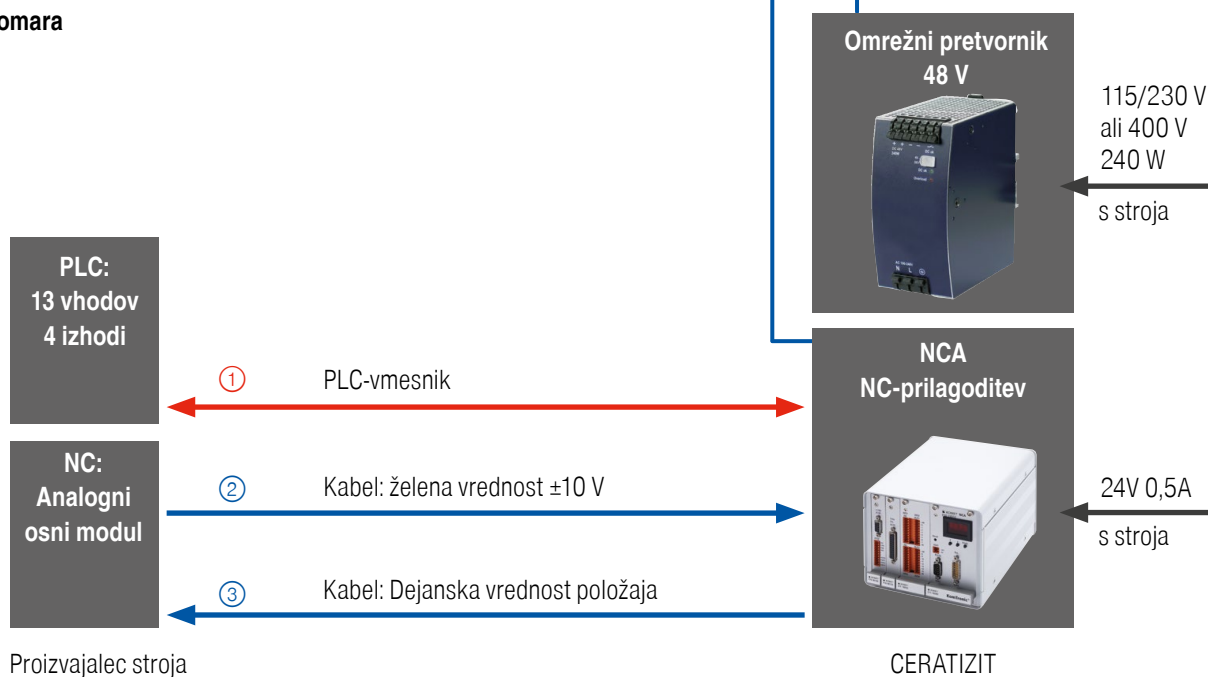 omara
Omrežni pretvornik
48 V
115/230 V
ali 400 V
240 W
s stroja
PLC:
13 vhodov
4 izhodi
1 PLC-vmesnik
NCA
NC-prilagoditev
NC:
Analogni
osni modul
2 Kabel: želena vrednost ±10 V
24V 0,5A
s stroja
3 Kabel: Dejanska vrednost položaja
Proizvajalec stroja
CERATIZIT